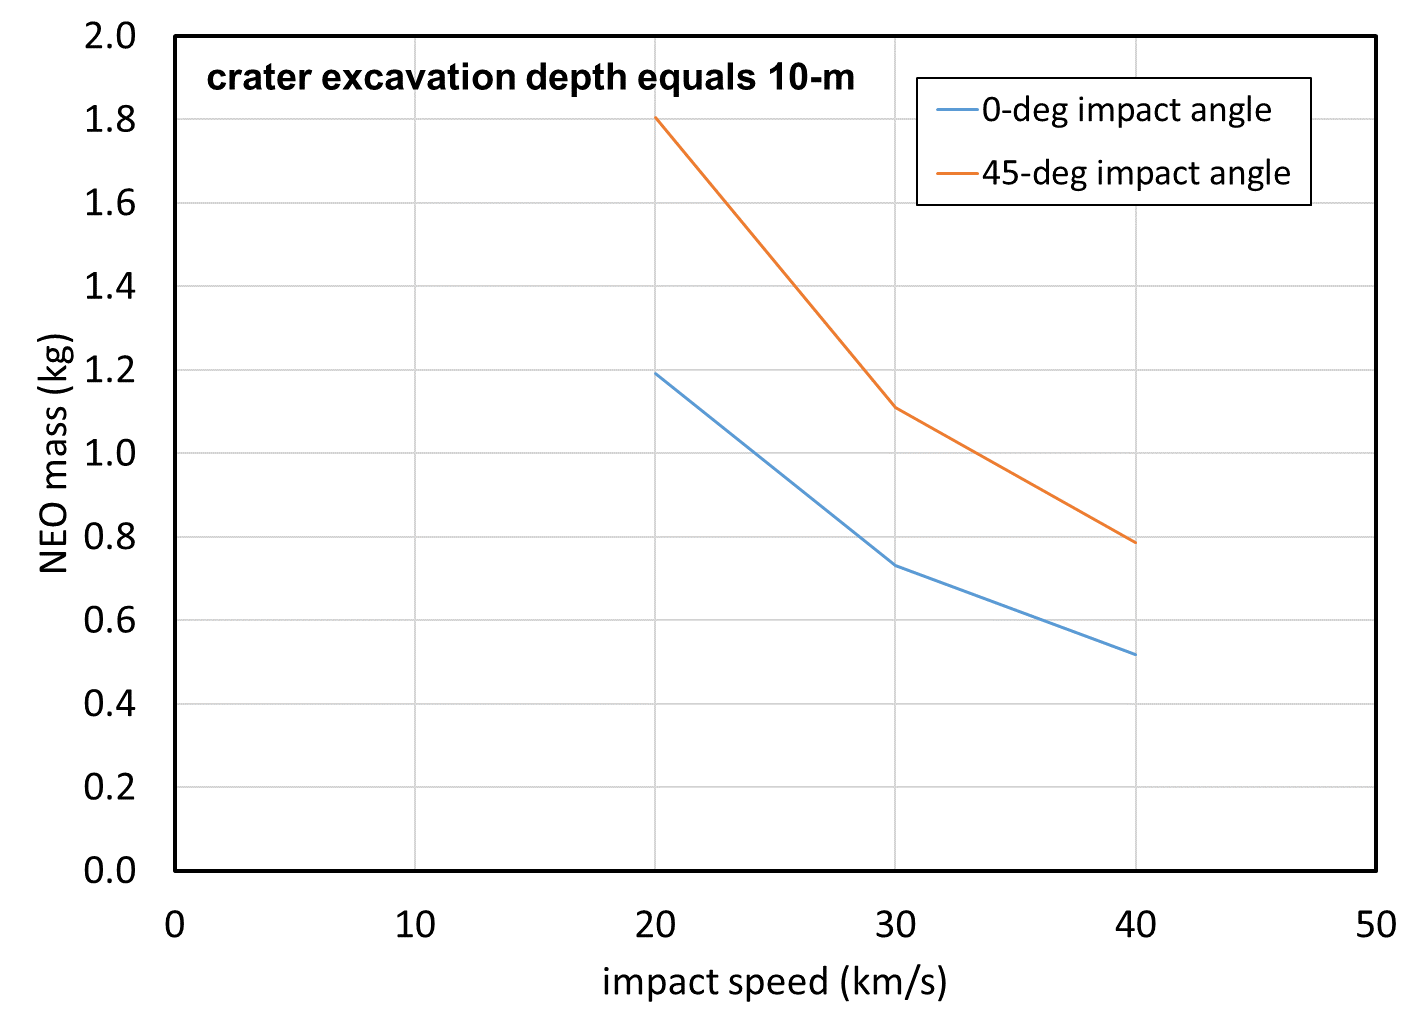 crater excavation depth equals 10-m
0-deg impact angle
45-deg impact angle
NEO mass (kg)
2.0
1.8
1.6
1.4
1.2
1.0
0.8
0.6
0.4
0.2
0.0
0 10 20 30 40 50
impact speed (km/s)